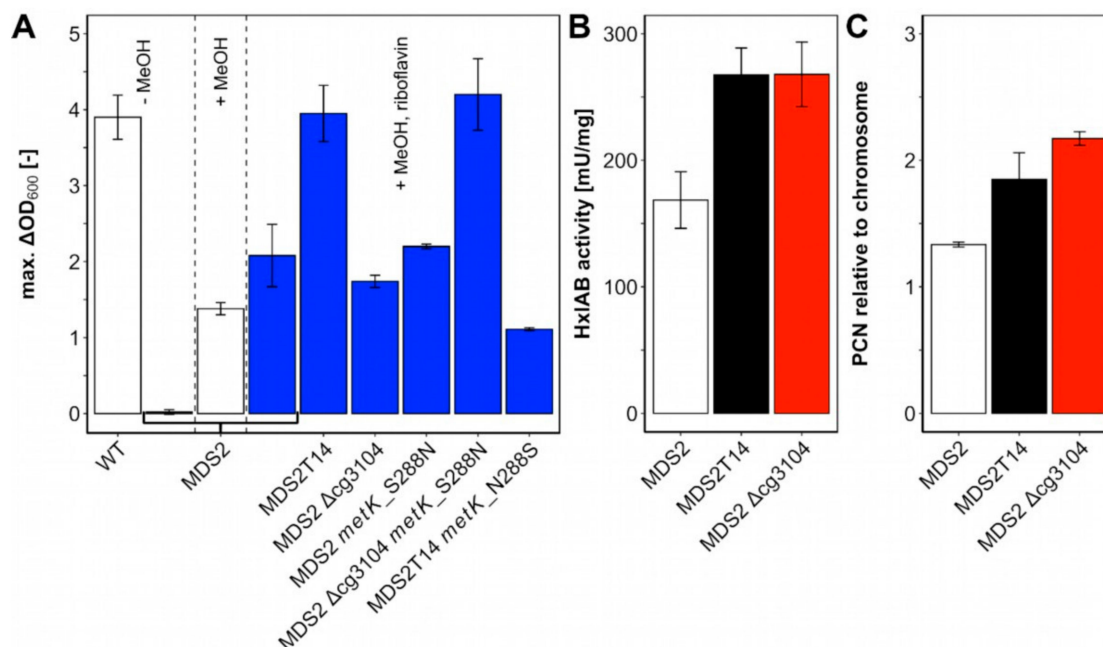 A
max. ΔOD600 [-]
5
4
3
2
1
0
- MeOH
+ MeOH
+ MeOH, riboflavin
WT
MDS2
MDS2T14
MDS2 Δcg3104
MDS2 metK_S288N
MDS2 Δcg3104 metK_S288N
MDS2T14 metK_N288S
B
HxlAB activity [mU/mg]
300
200
100
0
MDS2
MDS2T14
MDS2 Δcg3104
C
PCN relative to chromosome
3
2
1
0
MDS2
MDS2T14
MDS2 Δcg3104